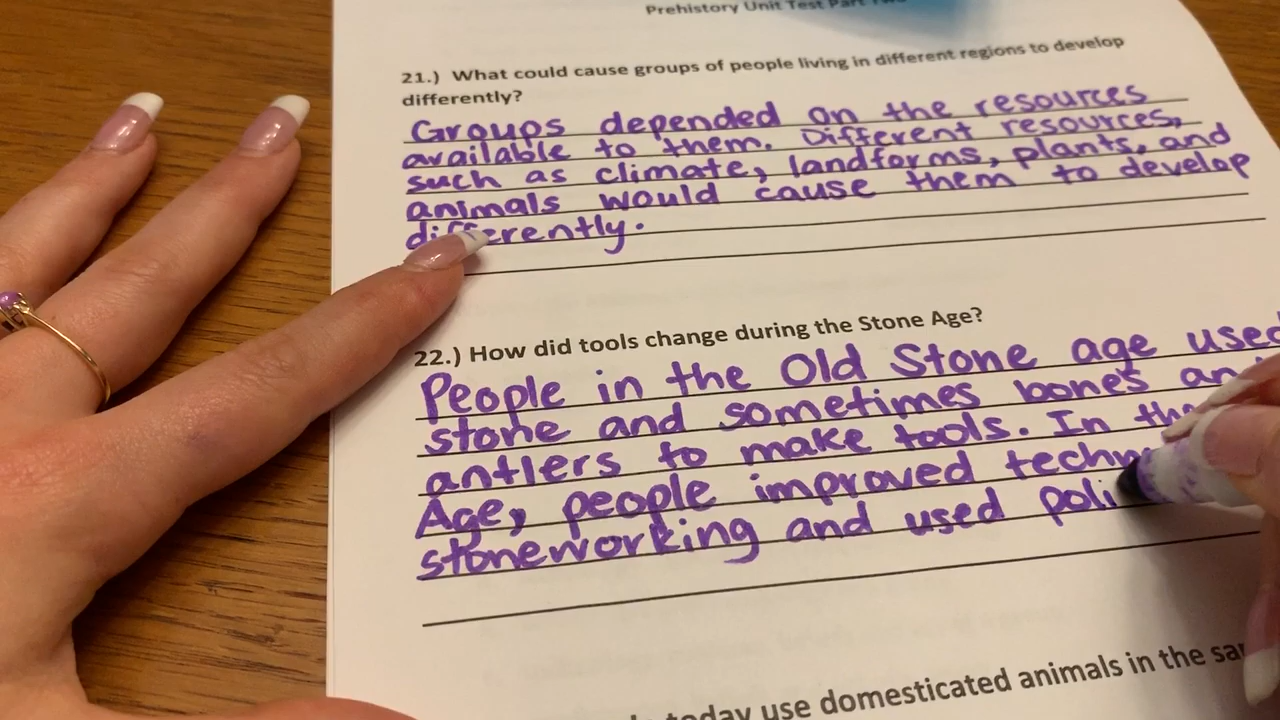 Prehistory Unit Test Part Two
21.) What could cause groups of people living in different regions to develop
differently?
Groups depended on the resources
available to them. Different resources,
such as climate, landforms, plants, and
animals would cause them to develop
differently.
22.) How did tools change during the Stone Age?
People in the Old Stone age used
stone and sometimes bones an
antlers to make tools. In the
Age, people improved techn
stoneworking and used poli
today use domesticated animals in the sa